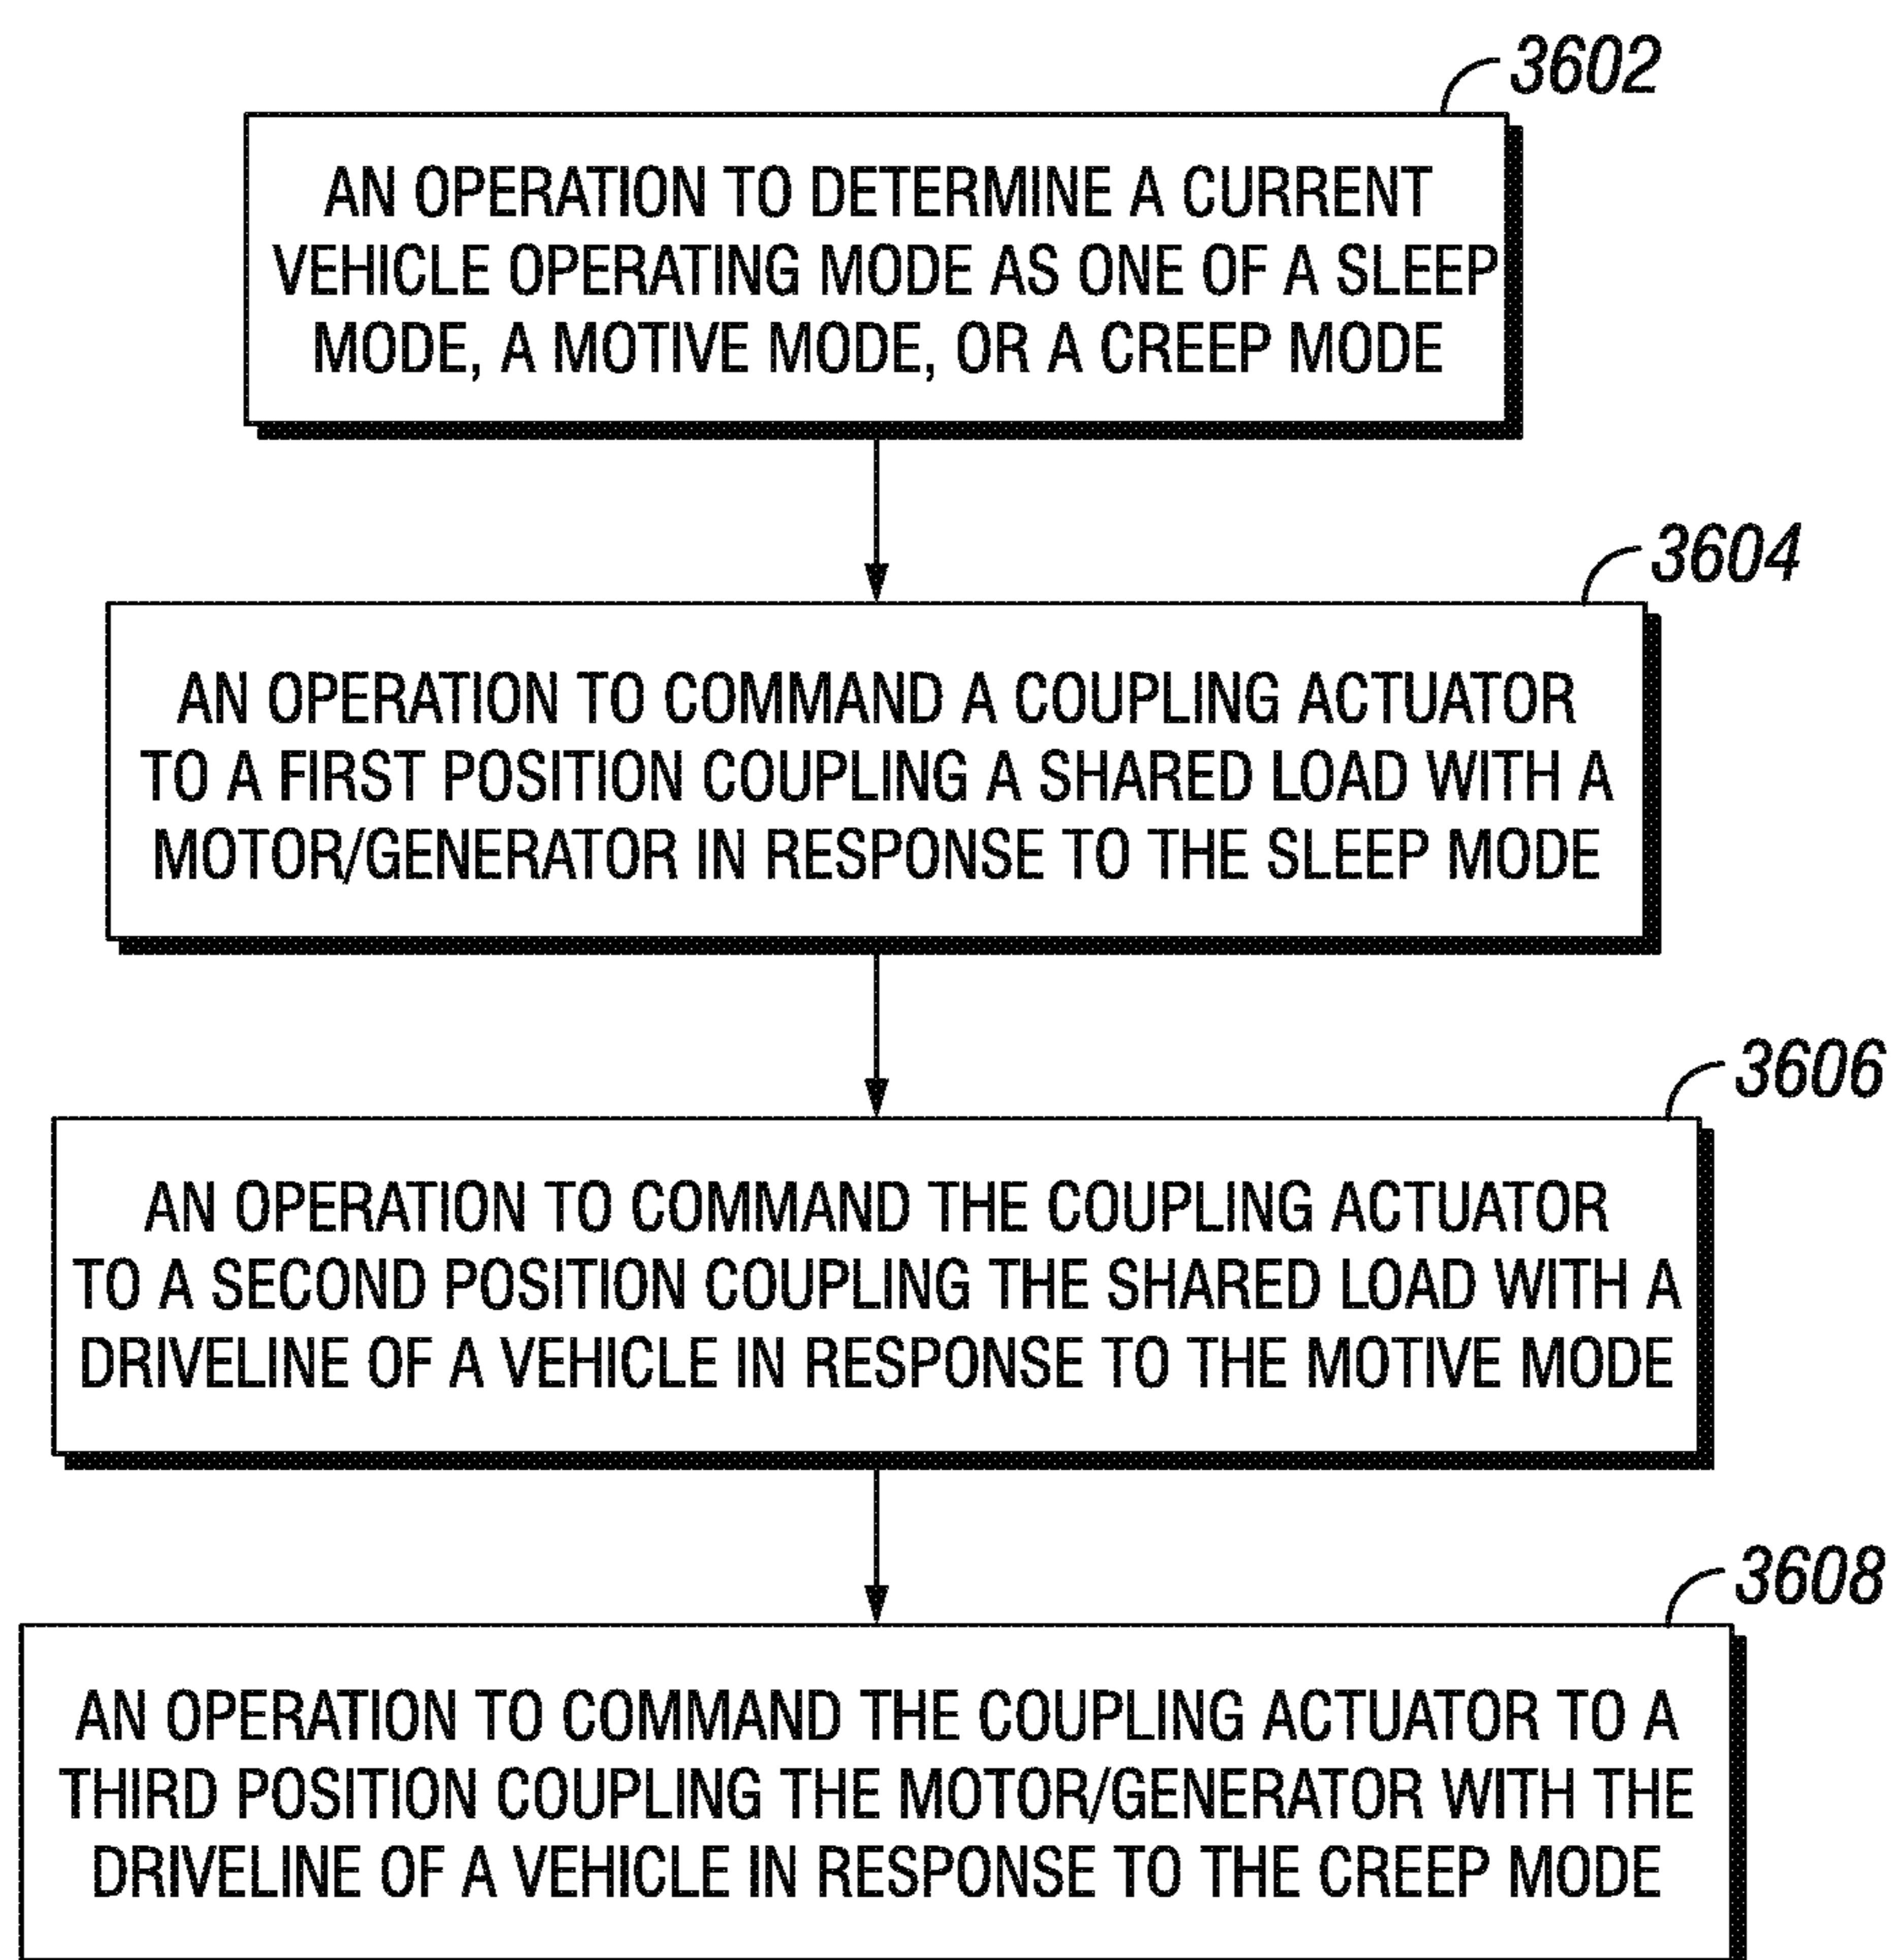 3602
AN OPERATION TO DETERMINE A CURRENT
VEHICLE OPERATING MODE AS ONE OF A SLEEP
MODE, A MOTIVE MODE, OR A CREEP MODE
3604
AN OPERATION TO COMMAND A COUPLING ACTUATOR
TO A FIRST POSITION COUPLING A SHARED LOAD WITH A
MOTOR/GENERATOR IN RESPONSE TO THE SLEEP MODE
3606
AN OPERATION TO COMMAND THE COUPLING ACTUATOR
TO A SECOND POSITION COUPLING THE SHARED LOAD WITH A
DRIVELINE OF A VEHICLE IN RESPONSE TO THE MOTIVE MODE
3608
AN OPERATION TO COMMAND THE COUPLING ACTUATOR TO A
THIRD POSITION COUPLING THE MOTOR/GENERATOR WITH THE
DRIVELINE OF A VEHICLE IN RESPONSE TO THE CREEP MODE